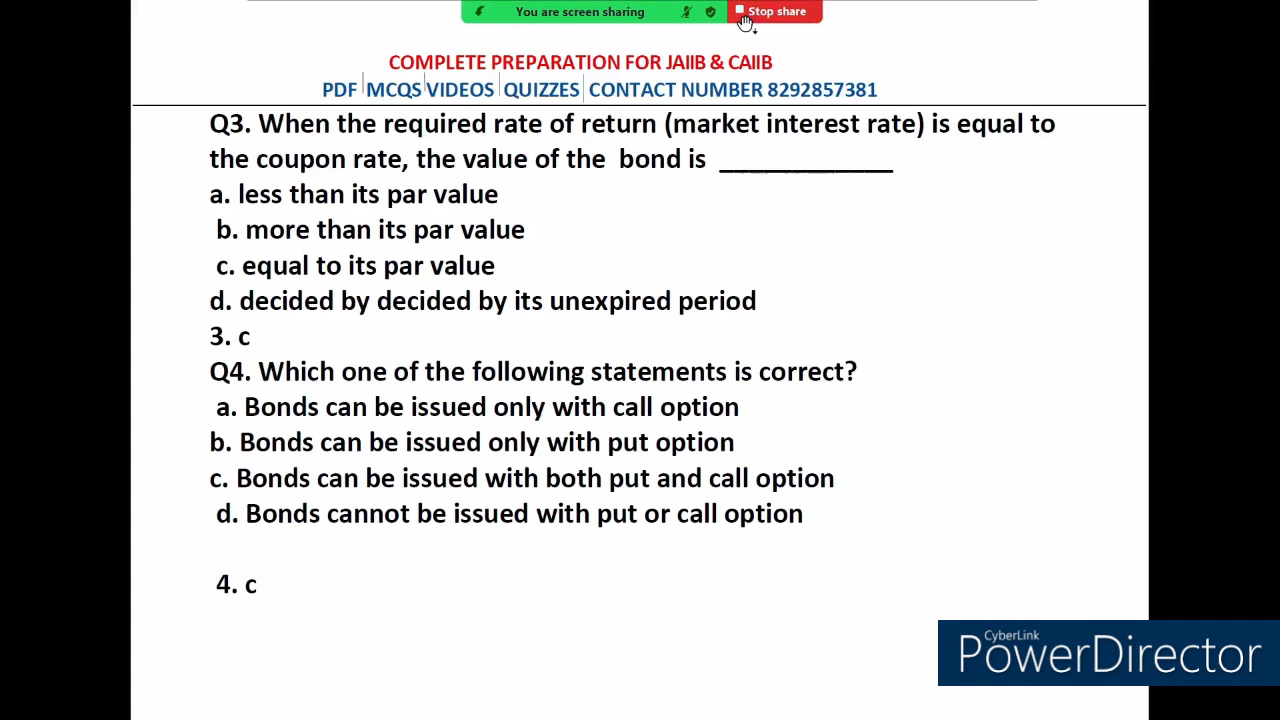 You are screen sharing
Stop share
COMPLETE PREPARATION FOR JAIIB & CAIIB
PDF MCQS VIDEOS QUIZZES CONTACT NUMBER 8292857381
Q3. When the required rate of return (market interest rate) is equal to
the coupon rate, the value of the bond is ____________
a. less than its par value
b. more than its par value
c. equal to its par value
d. decided by decided by its unexpired period
3. c
Q4. Which one of the following statements is correct?
a. Bonds can be issued only with call option
b. Bonds can be issued only with put option
c. Bonds can be issued with both put and call option
d. Bonds cannot be issued with put or call option
4. c
CyberLink
PowerDirector